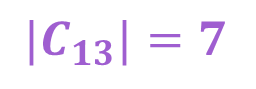 |C₁₃| = 7